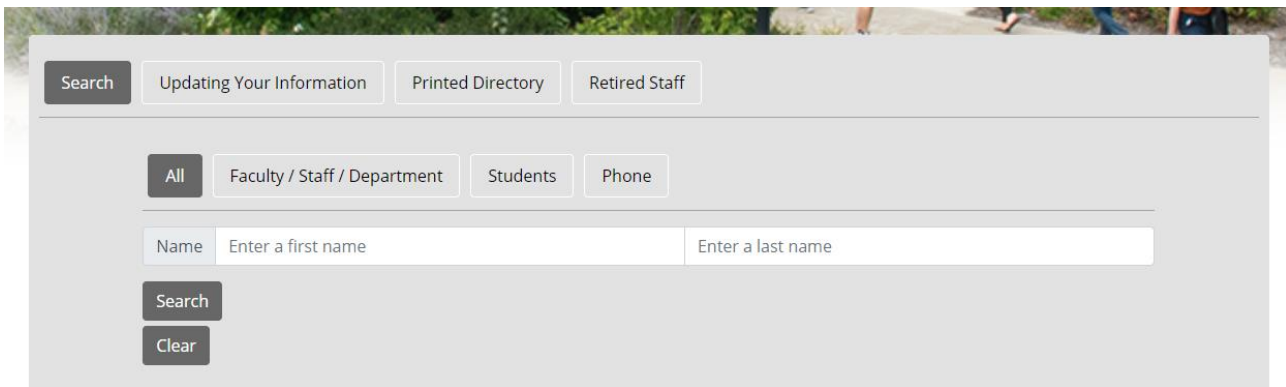 Search Updating Your Information Printed Directory Retired Staff
All Faculty / Staff / Department Students Phone
Name Enter a first name Enter a last name
Search
Clear